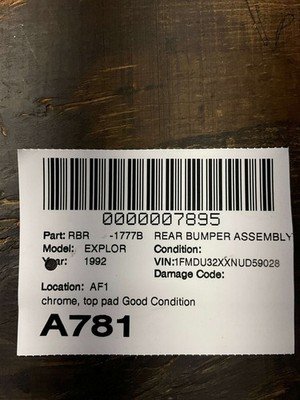 0000007895
Part: RBR -1777B REAR BUMPER ASSEMBLY
Model: EXPLOR Condition:
Year: 1992 VIN:1FMDU32XXNUD59028
Damage Code:
Location: AF1
chrome, top pad Good Condition
A781